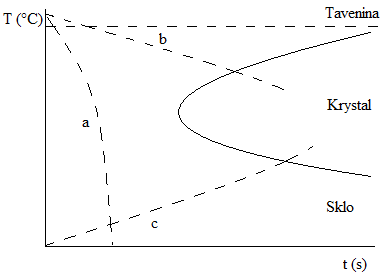 Tavenina
T (°C)
b
Krystal
a
Sklo
c
t (s)